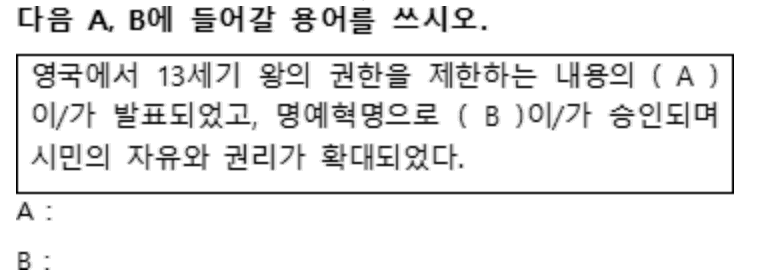 다음 A, B에 들어갈 용어를 쓰시오.
영국에서 13세기 왕의 권한을 제한하는 내용의 ( A )
이/가 발표되었고, 명예혁명으로 ( B )이/가 승인되며
시민의 자유와 권리가 확대되었다.
A :
B :